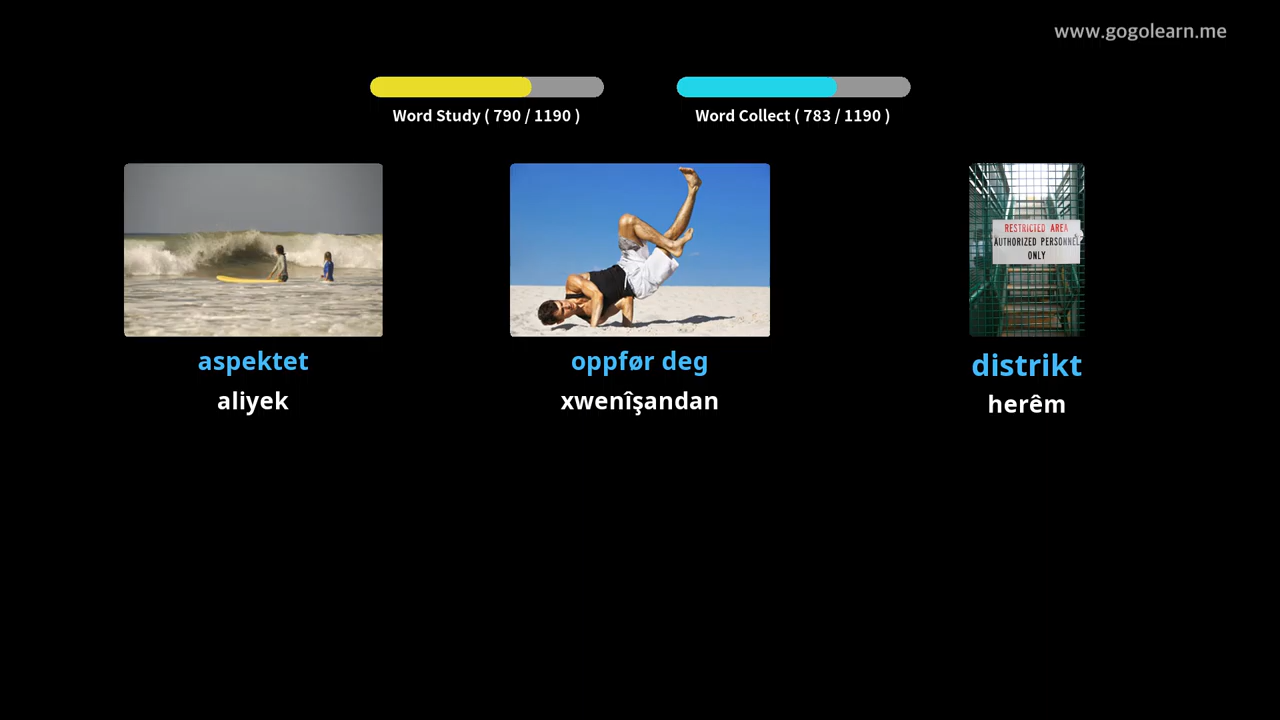 www.gogolearn.me
Word Study ( 790 / 1190 )
Word Collect ( 783 / 1190 )
RESTRICTED AREA
AUTHORIZED PERSONNEL
ONLY
aspektet
oppfør deg
distrikt
aliyek
xwenîşandan
herêm